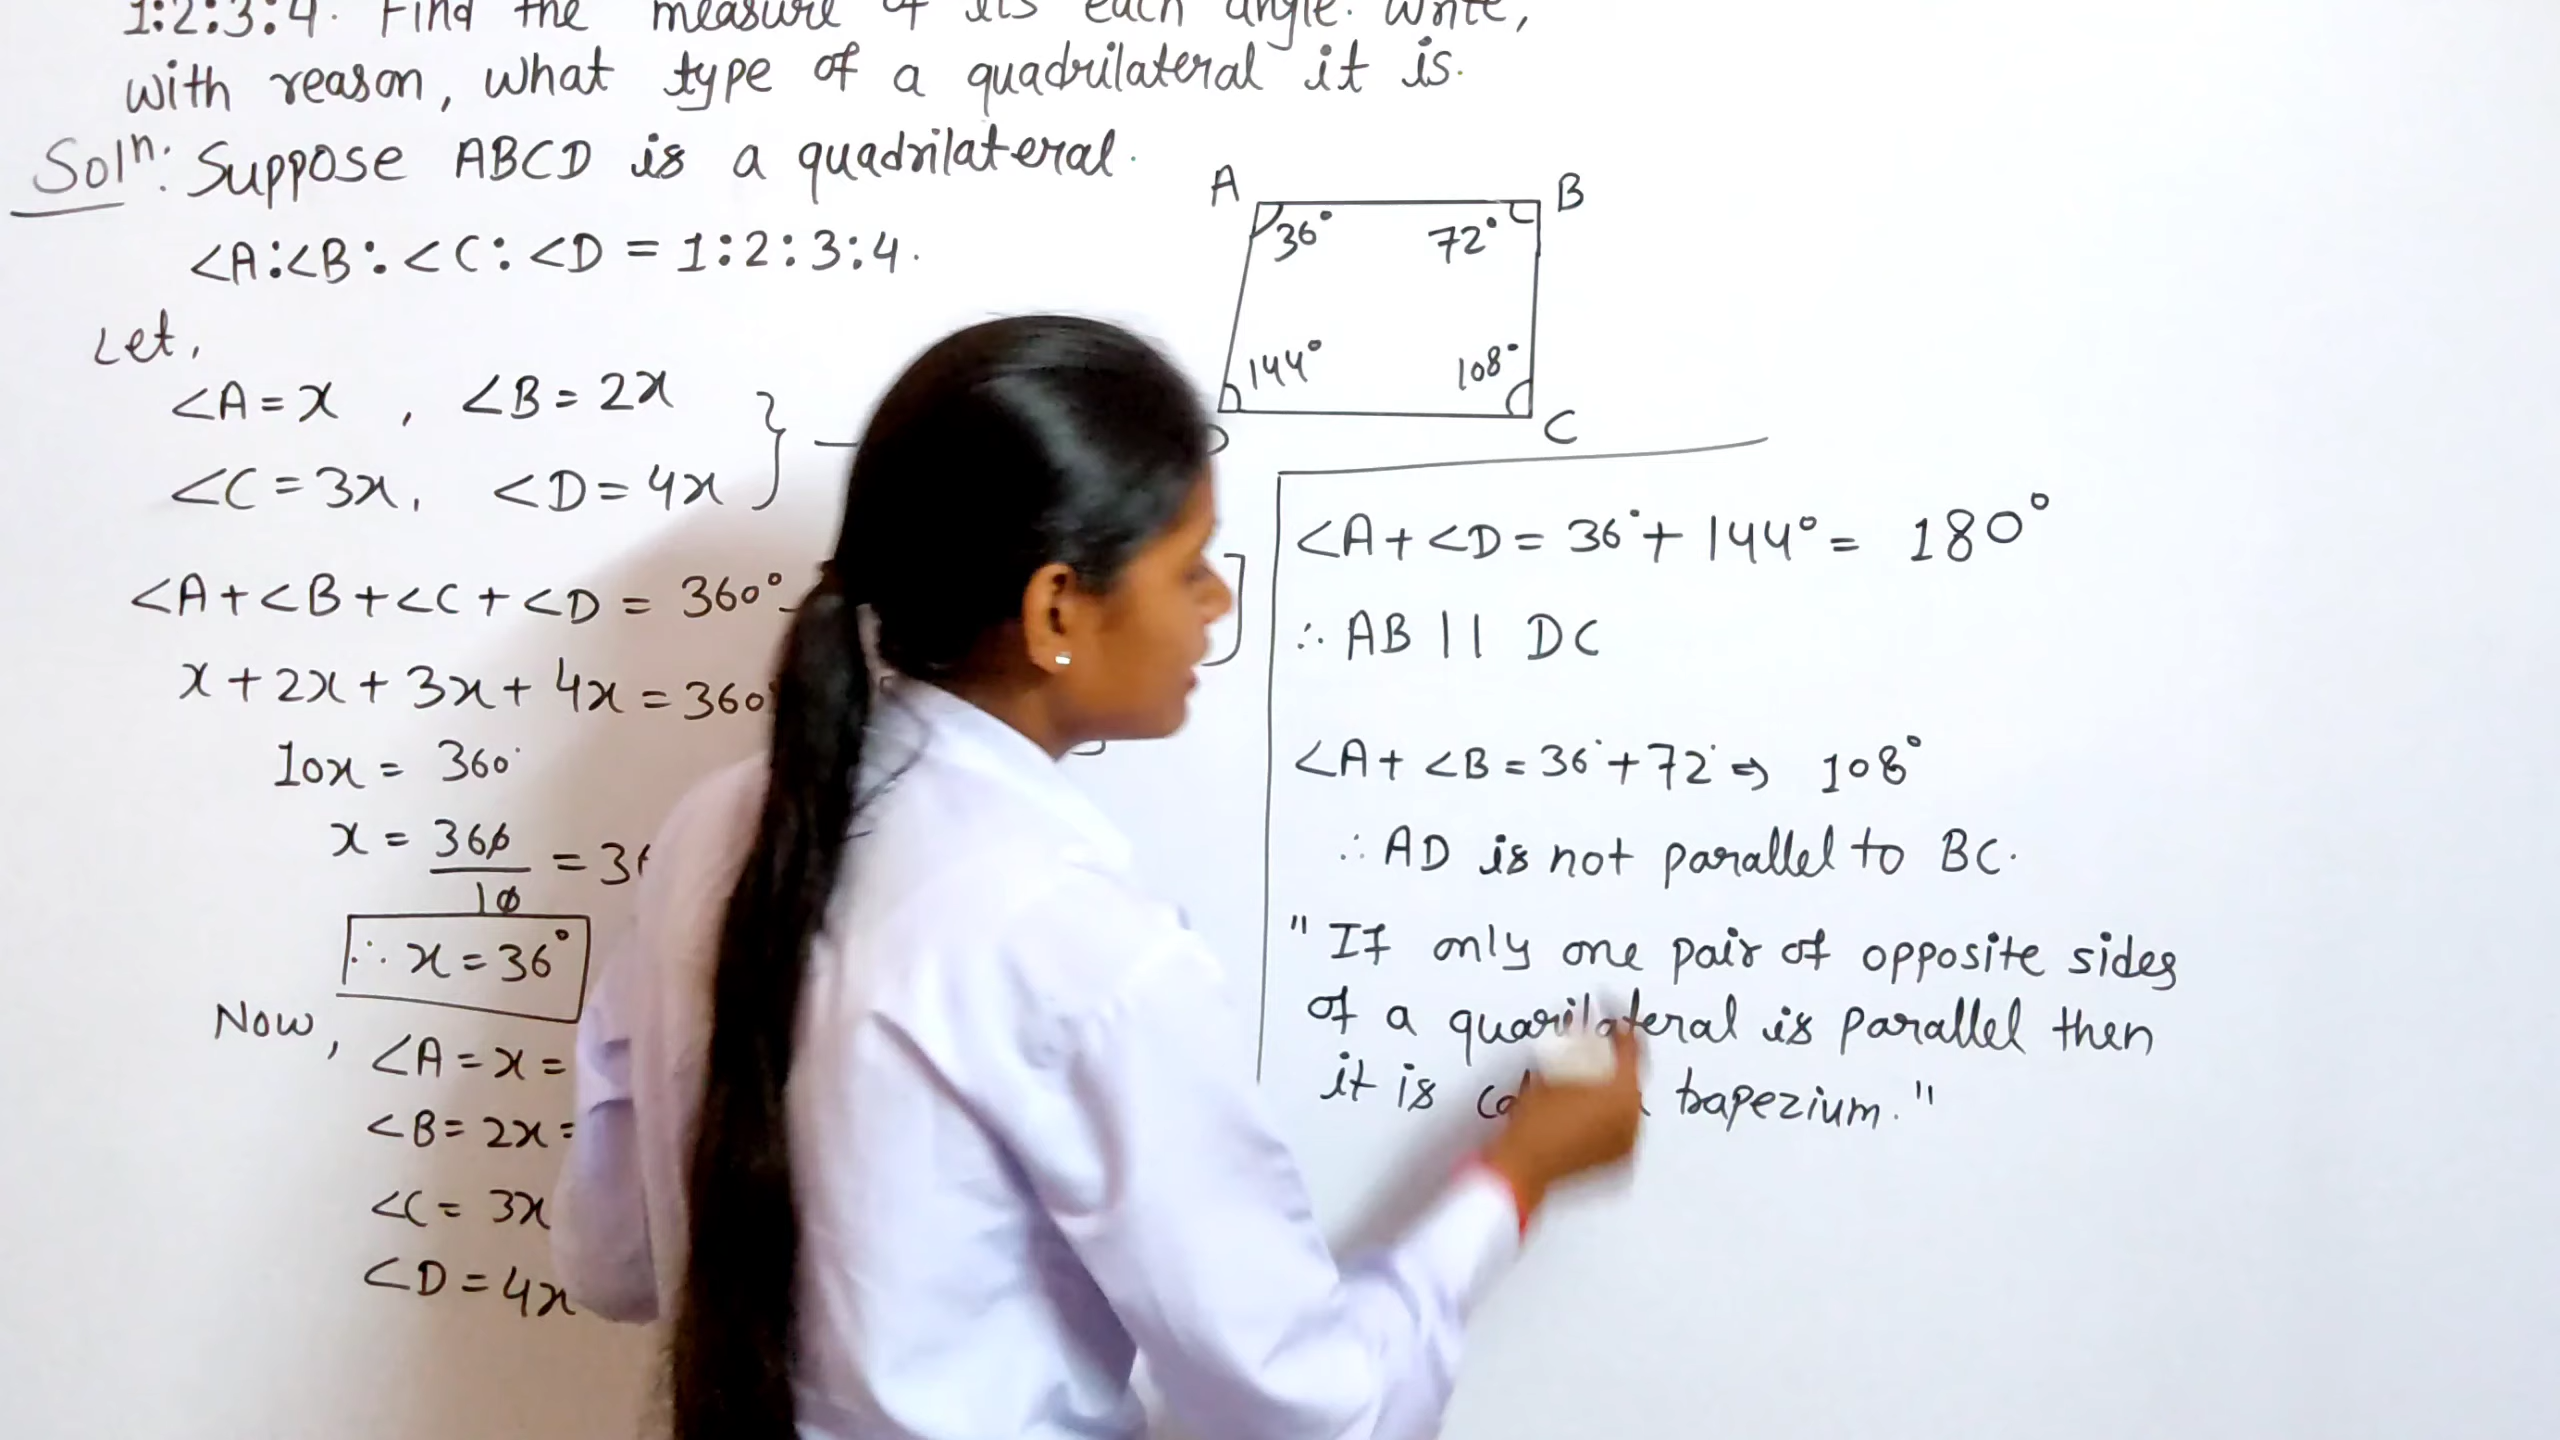 1:2:3:4. Find the measure of its each angle. Write,
with reason, what type of a quadrilateral it is.
Solⁿ: Suppose ABCD is a quadrilateral.
<A:<B:<C:<D = 1:2:3:4.
Let,
<A = x , <B = 2x
<C = 3x, <D = 4x
<A+<B+<C+<D = 360°
x + 2x + 3x + 4x = 360
10x = 360°
x = 360/10 =
∴ x = 36°
Now,
<A = x =
<B = 2x =
<C = 3x
<D = 4x
A B
36° 72°
144° 108°
C
<A + <D = 36° + 144° = 180°
∴ AB || DC
<A + <B = 36° + 72° ⇒ 108°
∴ AD is not parallel to BC.
"If only one pair of opposite sides
of a quarilateral is parallel then
it is trapezium."